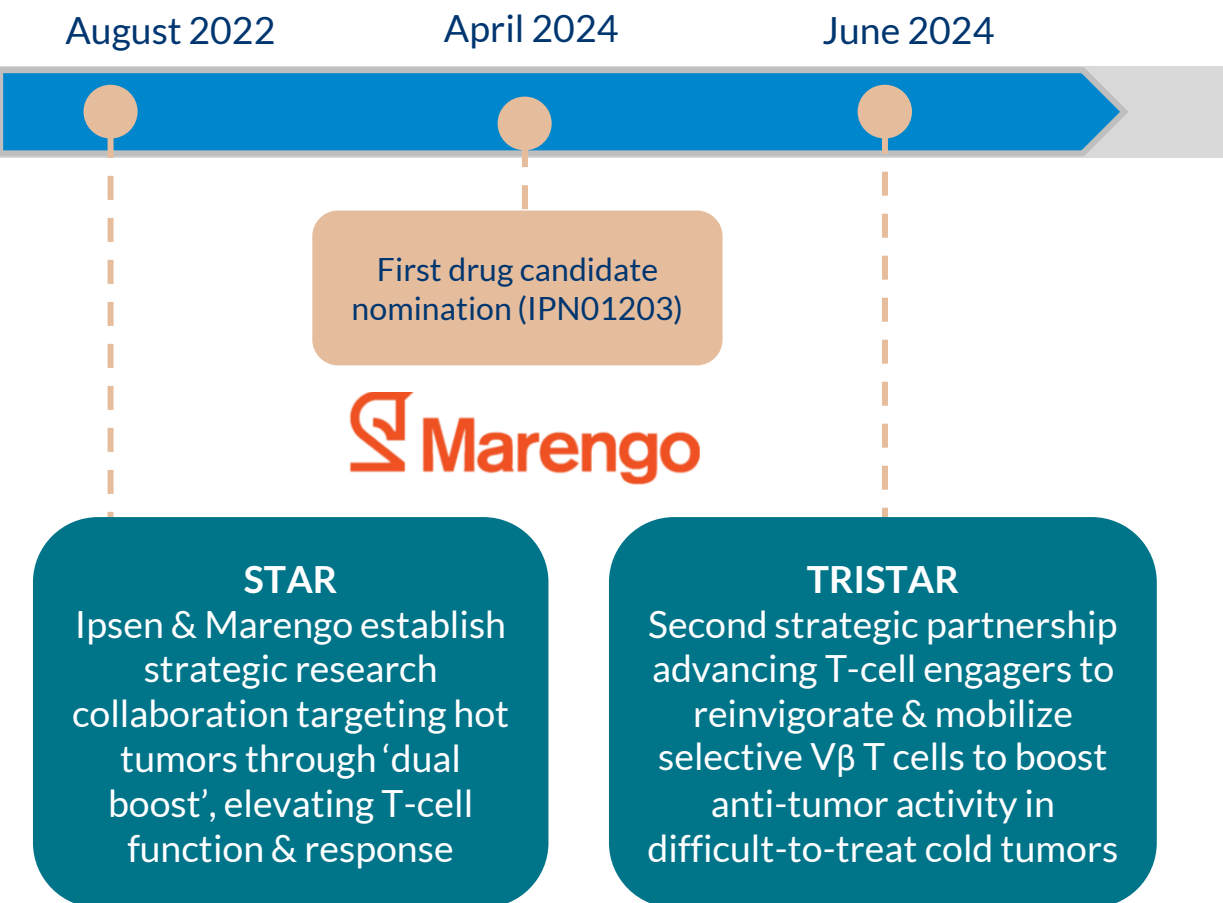 August 2022
April 2024
June 2024
First drug candidate
nomination (IPN01203)
Marengo
STAR
Ipsen & Marengo establish
strategic research
collaboration targeting hot
tumors through ‘dual
boost’, elevating T-cell
function & response
TRISTAR
Second strategic partnership
advancing T-cell engagers to
reinvigorate & mobilize
selective Vβ T cells to boost
anti-tumor activity in
difficult-to-treat cold tumors